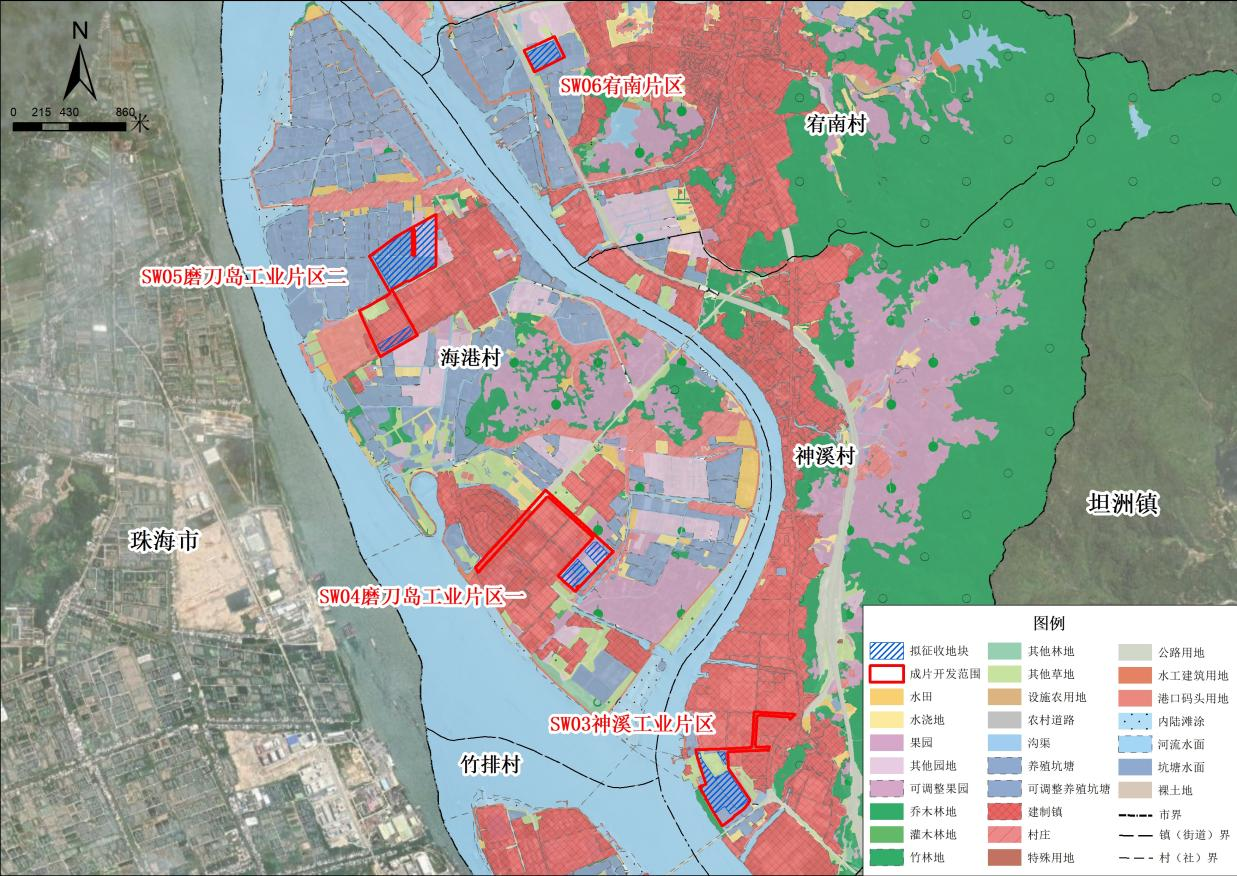 N
0 215 430 860
米
SW06宥南片区
宥南村
SW05磨刀岛工业片区二
海港村
神溪村
坦洲镇
珠海市
SW04磨刀岛工业片区一
SW03神溪工业片区
竹排村
图例
拟征收地块
成片开发范围
水田
水浇地
果园
其他园地
可调整果园
乔木林地
灌木林地
竹林地
其他林地
其他草地
设施农用地
农村道路
沟渠
养殖坑塘
可调整养殖坑塘
建制镇
村庄
特殊用地
公路用地
水工建筑用地
港口码头用地
内陆滩涂
河流水面
坑塘水面
裸土地
市界
镇（街道）界
村（社）界